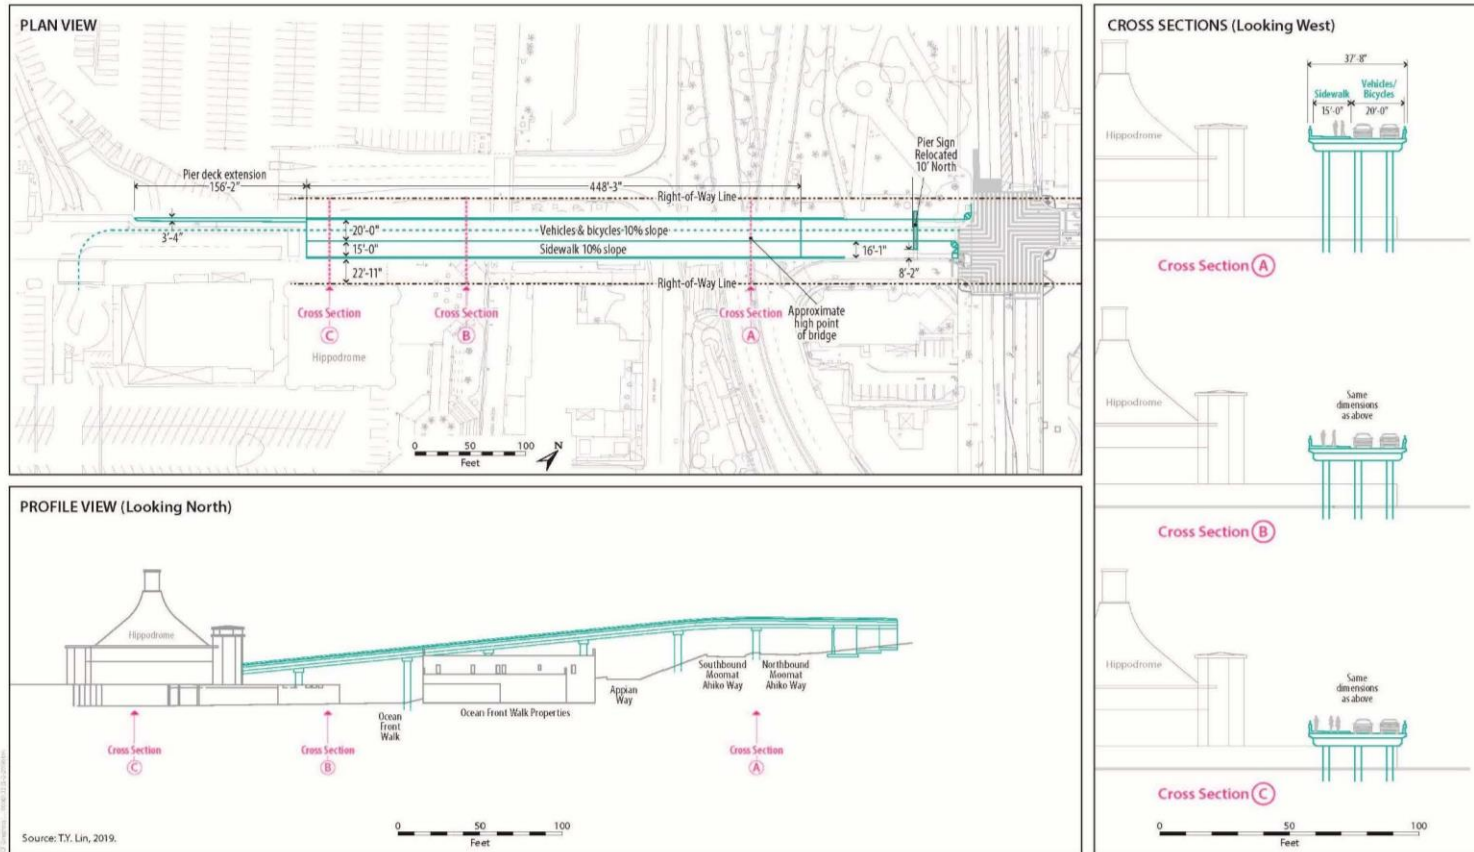 PLAN VIEW
Pier deck extension
156'-2"
448'-3"
Right-of-Way Line
Pier Sign
Relocated
10' North
3'-4"
20'-0"
Vehicles & bicycles-10% slope
15'-0"
Sidewalk 10% slope
16'-1"
22'-11"
8'-2"
Right-of-Way Line
Cross Section
C
Cross Section
B
Cross Section
A
Approximate
high point
of bridge
Hippodrome
0 50 100
Feet
N
PROFILE VIEW (Looking North)
Hippodrome
Southbound
Moomat
Ahiko Way
Northbound
Moomat
Ahiko Way
Appian
Way
Ocean Front Walk Properties
Ocean
Front
Walk
Cross Section
C
Cross Section
B
Cross Section
A
0 50 100
Feet
Source: T.Y. Lin, 2019.
CROSS SECTIONS (Looking West)
37'-8"
Sidewalk
Vehicles/
Bicycles
15'-0"
20'-0"
Hippodrome
Cross Section A
Same
dimensions
as above
Hippodrome
Cross Section B
Same
dimensions
as above
Hippodrome
Cross Section C
0 50 100
Feet